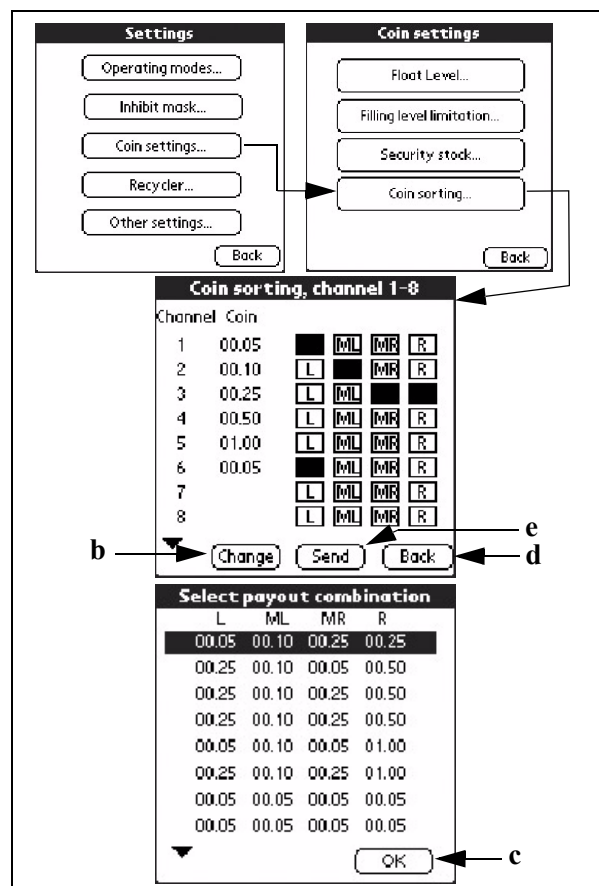 Settings
Operating modes...
Inhibit mask...
Coin settings...
Recycler...
Other settings...
Back
Coin settings
Float Level...
Filling level limitation...
Security stock...
Coin sorting...
Back
Coin sorting, channel 1-8
Channel Coin
1 00.05 ML MR R
2 00.10 L MR R
3 00.25 L ML
4 00.50 L ML MR R
5 01.00 L ML MR R
6 00.05 ML MR R
7 L ML MR R
8 L ML MR R
b Change Send Back
e
d
Select payout combination
L ML MR R
00.05 00.10 00.25 00.25
00.25 00.10 00.05 00.50
00.25 00.10 00.25 00.50
00.25 00.10 00.25 00.50
00.05 00.10 00.05 01.00
00.25 00.10 00.25 01.00
00.05 00.05 00.05 00.05
00.05 00.05 00.05 00.05
OK c